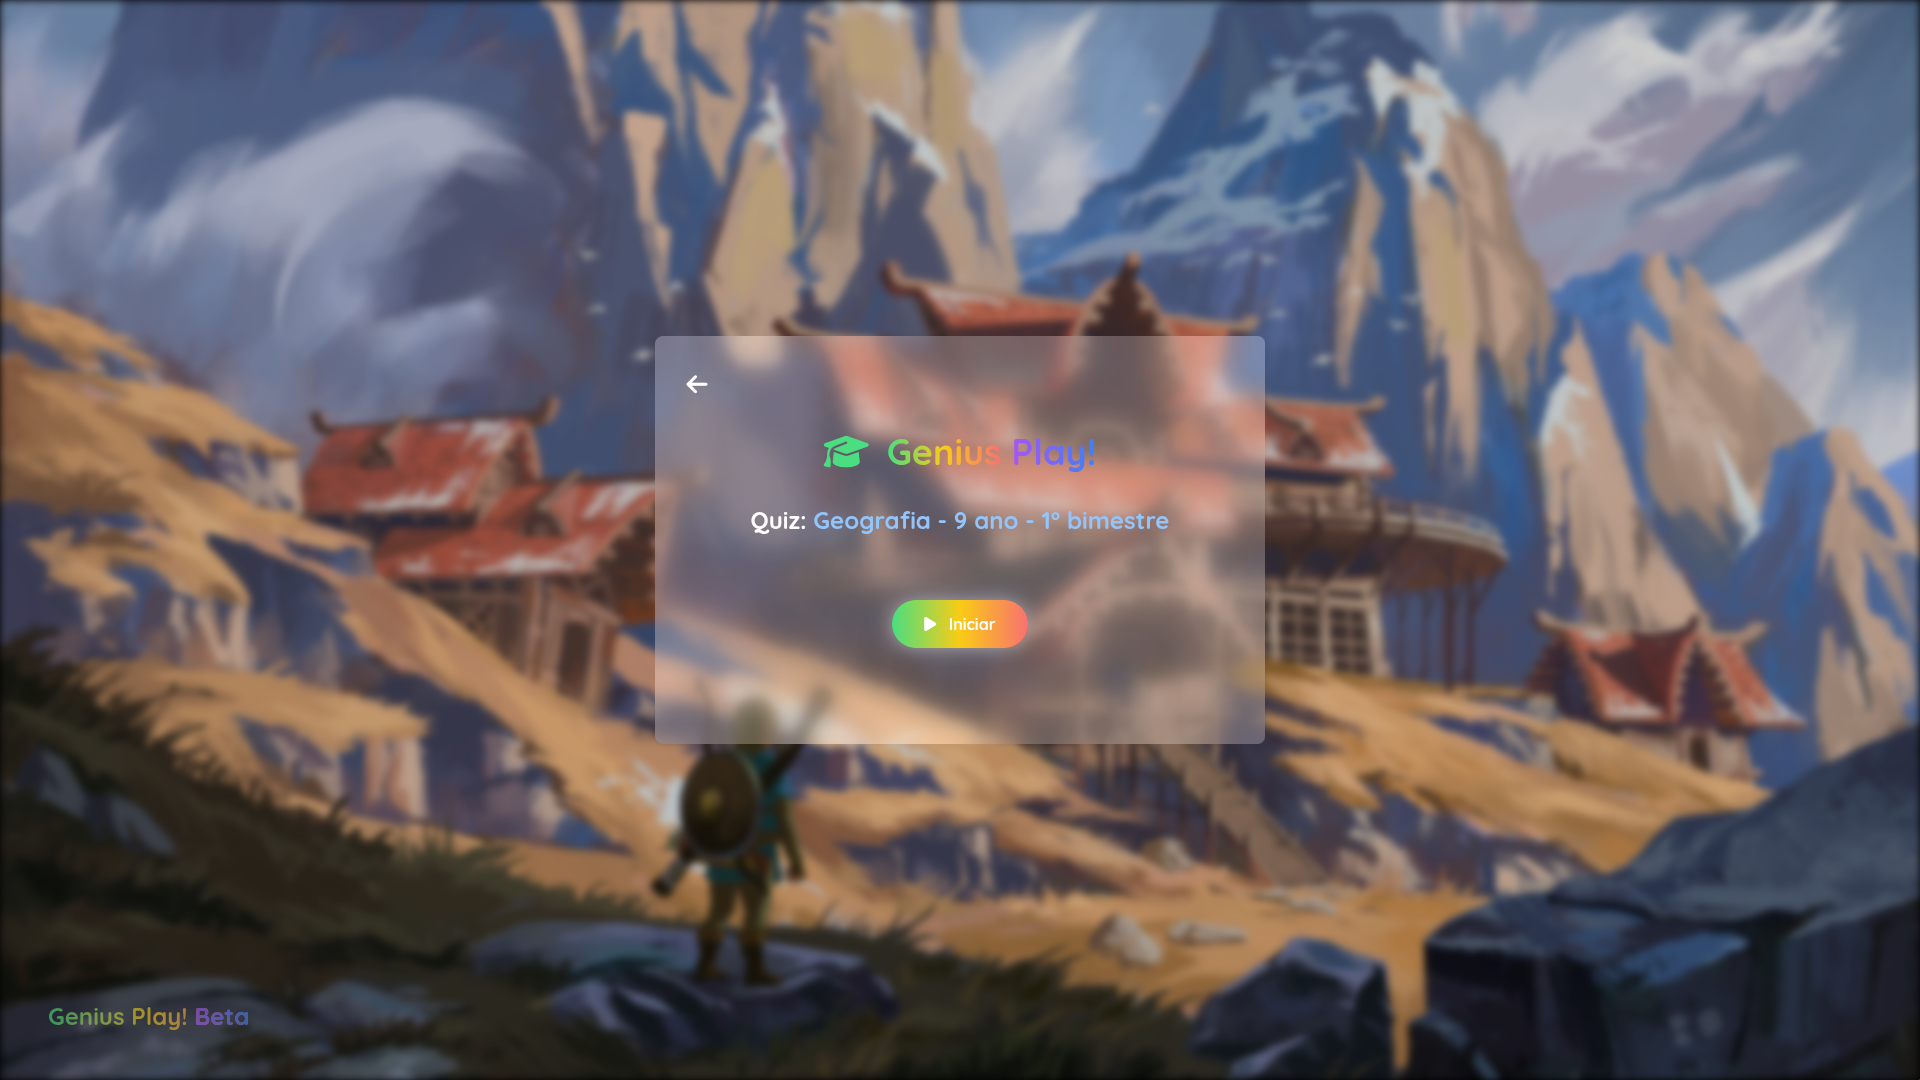 Genius Play!
Quiz: Geografia - 9 ano - 1º bimestre
Iniciar
Genius Play! Beta